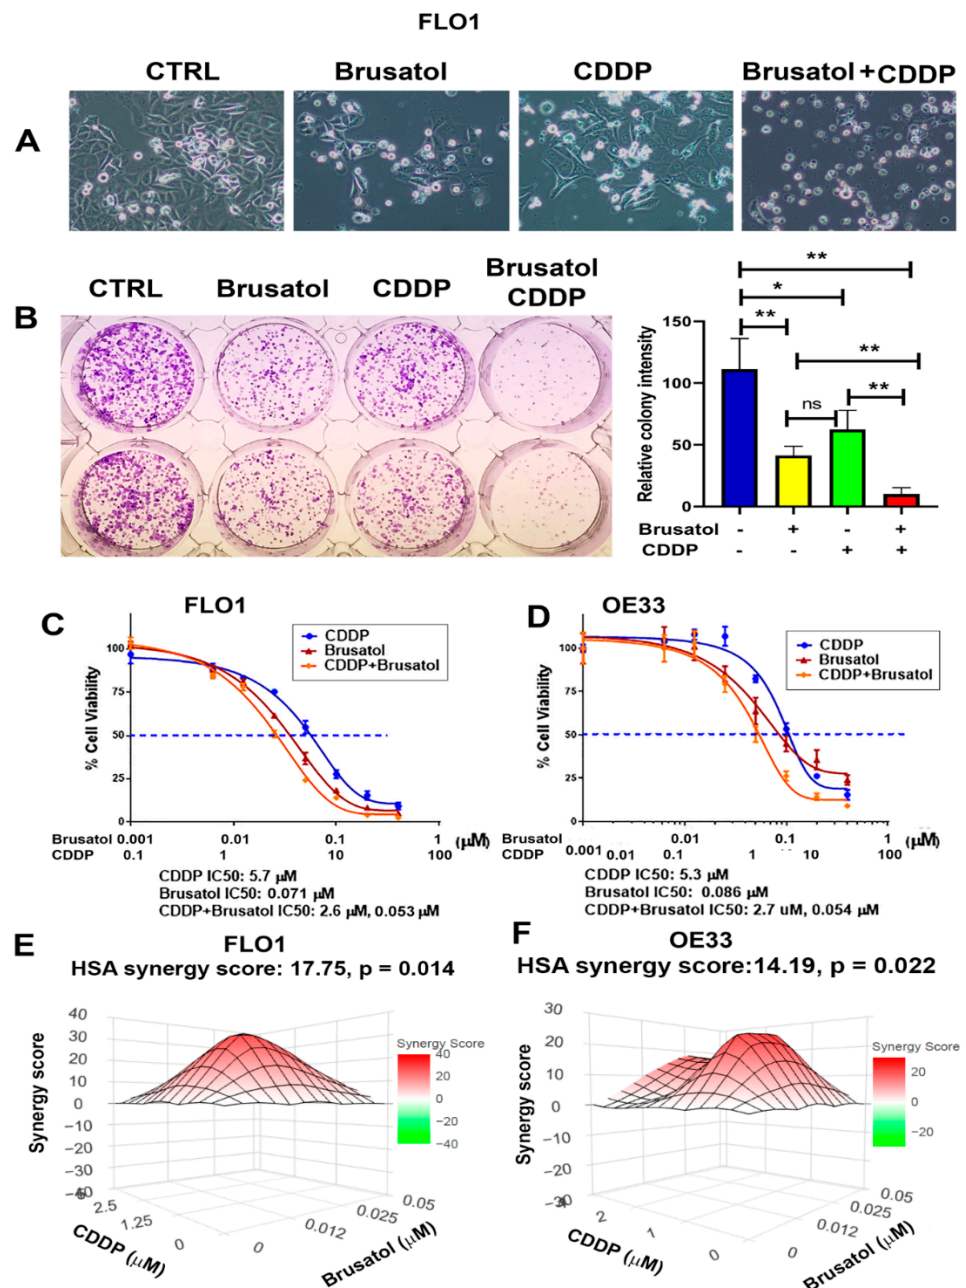 FLO1
CTRL Brusatol CDDP Brusatol+CDDP
A
Brusatol
CTRL Brusatol CDDP CDDP
B
**
*
**
**
**
ns
Relative colony intensity
150
100
50
0
Brusatol - + - +
CDDP - - + +
C
FLO1
CDDP
Brusatol
CDDP+Brusatol
% Cell Viability
100
75
50
25
0
Brusatol 0.001 0.01 0.10 1 (μM)
CDDP 0.1 1 10 100
CDDP IC50: 5.7 μM
Brusatol IC50: 0.071 μM
CDDP+Brusatol IC50: 2.6 μM, 0.053 μM
D
OE33
CDDP
Brusatol
CDDP+Brusatol
% Cell Viability
100
75
50
25
0
Brusatol 0.001 0.01 0.1 1 (μM)
CDDP 0.01 0.1 1 10 100
CDDP IC50: 5.3 μM
Brusatol IC50: 0.086 μM
CDDP+Brusatol IC50: 2.7 uM, 0.054 μM
E
FLO1
HSA synergy score: 17.75, p = 0.014
Synergy score
40
30
20
10
0
−10
−20
−30
−40
2.5
1.25
0
CDDP (μM)
0
0.012
0.025
0.05
Brusatol (μM)
Synergy Score
40
20
0
−20
−40
F
OE33
HSA synergy score:14.19, p = 0.022
Synergy score
30
20
10
0
−10
−20
−30
2
1
0
CDDP (μM)
0
0.012
0.025
0.05
Brusatol (μM)
Synergy Score
20
0
−20